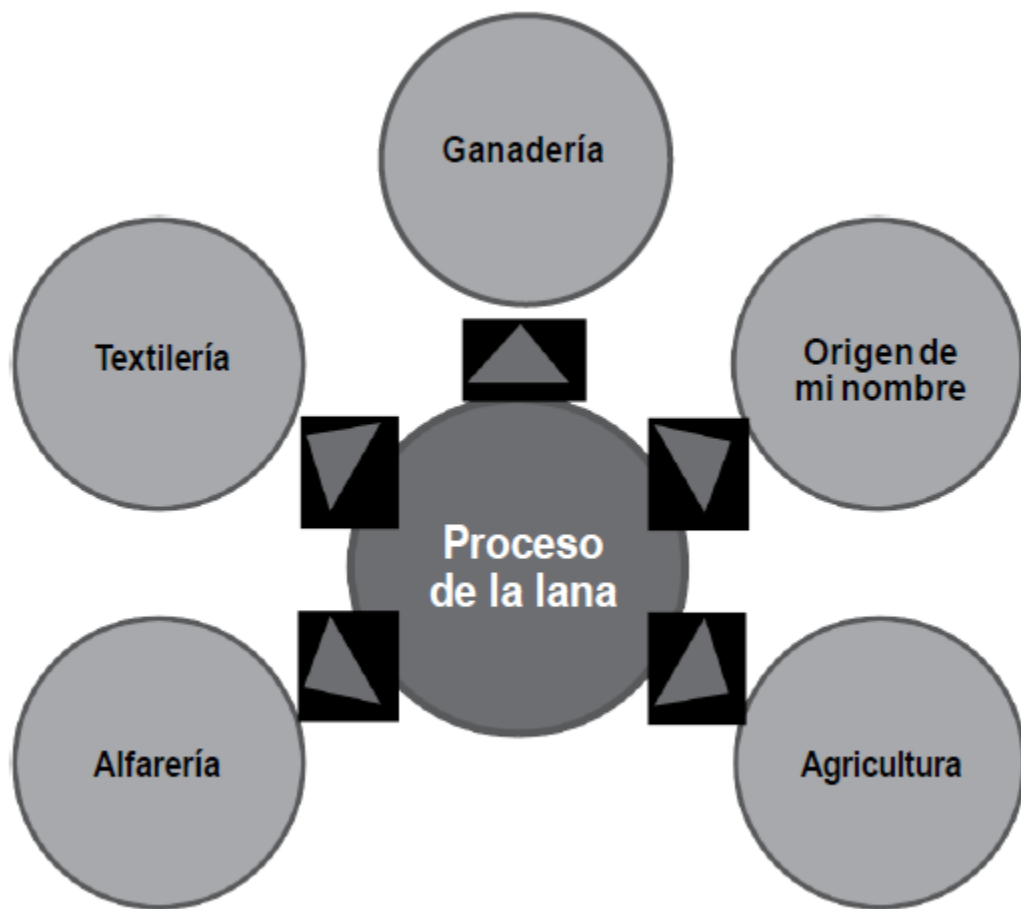 Ganadería
Textilería
Origen de
mi nombre
Proceso
de la lana
Alfarería
Agricultura